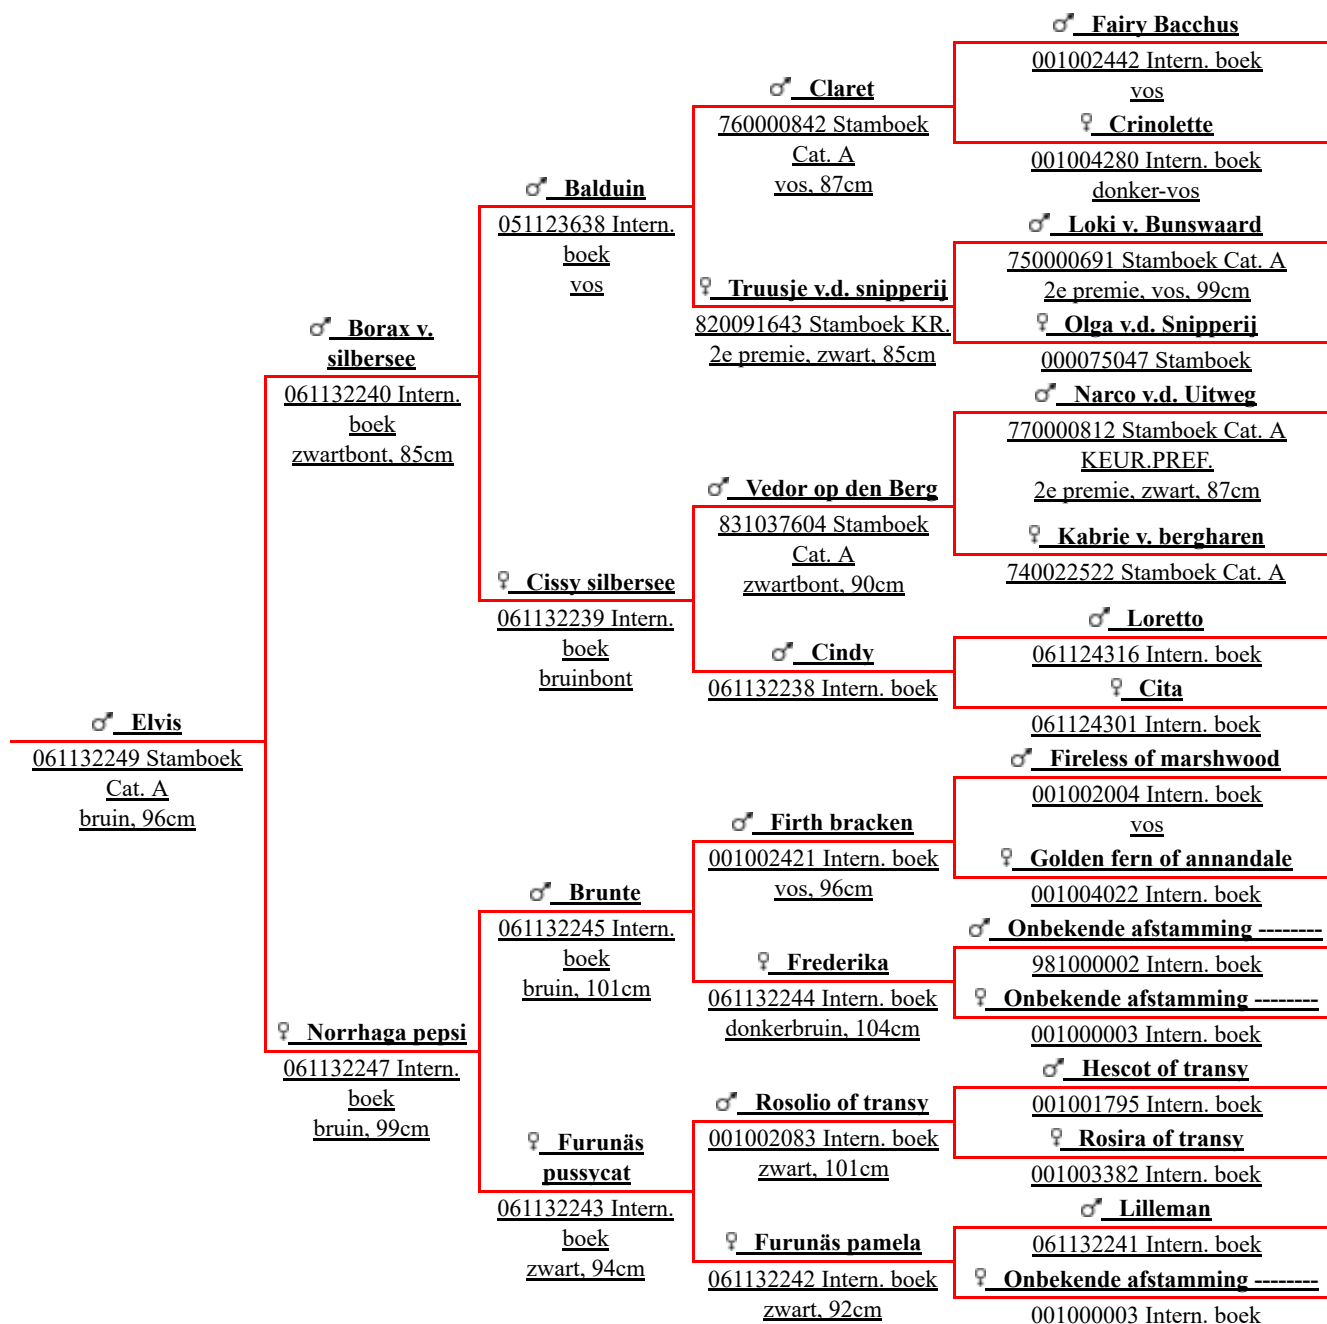 ♂ Elvis
061132249 Stamboek
Cat. A
bruin, 96cm
♂ Borax v.
silbersee
061132240 Intern.
boek
zwartbont, 85cm
♀ Norrhaga pepsi
061132247 Intern.
boek
bruin, 99cm
♂ Balduin
051123638 Intern.
boek
vos
♀ Cissy silbersee
061132239 Intern.
boek
bruinbont
♂ Brunte
061132245 Intern.
boek
bruin, 101cm
♀ Furunäs
pussycat
061132243 Intern.
boek
zwart, 94cm
♂ Claret
760000842 Stamboek
Cat. A
vos, 87cm
♀ Truusje v.d. snipperij
820091643 Stamboek KR.
2e premie, zwart, 85cm
♂ Vedor op den Berg
831037604 Stamboek
Cat. A
zwartbont, 90cm
♂ Cindy
061132238 Intern. boek
♂ Firth bracken
001002421 Intern. boek
vos, 96cm
♀ Frederika
061132244 Intern. boek
donkerbruin, 104cm
♂ Rosolio of transy
001002083 Intern. boek
zwart, 101cm
♀ Furunäs pamela
061132242 Intern. boek
zwart, 92cm
♂ Fairy Bacchus
001002442 Intern. boek
vos
♀ Crinolette
001004280 Intern. boek
donker-vos
♂ Loki v. Bunswaard
750000691 Stamboek Cat. A
2e premie, vos, 99cm
♀ Olga v.d. Snipperij
000075047 Stamboek
♂ Narco v.d. Uitweg
770000812 Stamboek Cat. A
KEUR.PREF.
2e premie, zwart, 87cm
♀ Kabrie v. bergharen
740022522 Stamboek Cat. A
♂ Loretto
061124316 Intern. boek
♀ Cita
061124301 Intern. boek
♂ Fireless of marshwood
001002004 Intern. boek
vos
♀ Golden fern of annandale
001004022 Intern. boek
♂ Onbekende afstamming --------
981000002 Intern. boek
♀ Onbekende afstamming --------
001000003 Intern. boek
♂ Hescot of transy
001001795 Intern. boek
♀ Rosira of transy
001003382 Intern. boek
♂ Lilleman
061132241 Intern. boek
♀ Onbekende afstamming --------
001000003 Intern. boek